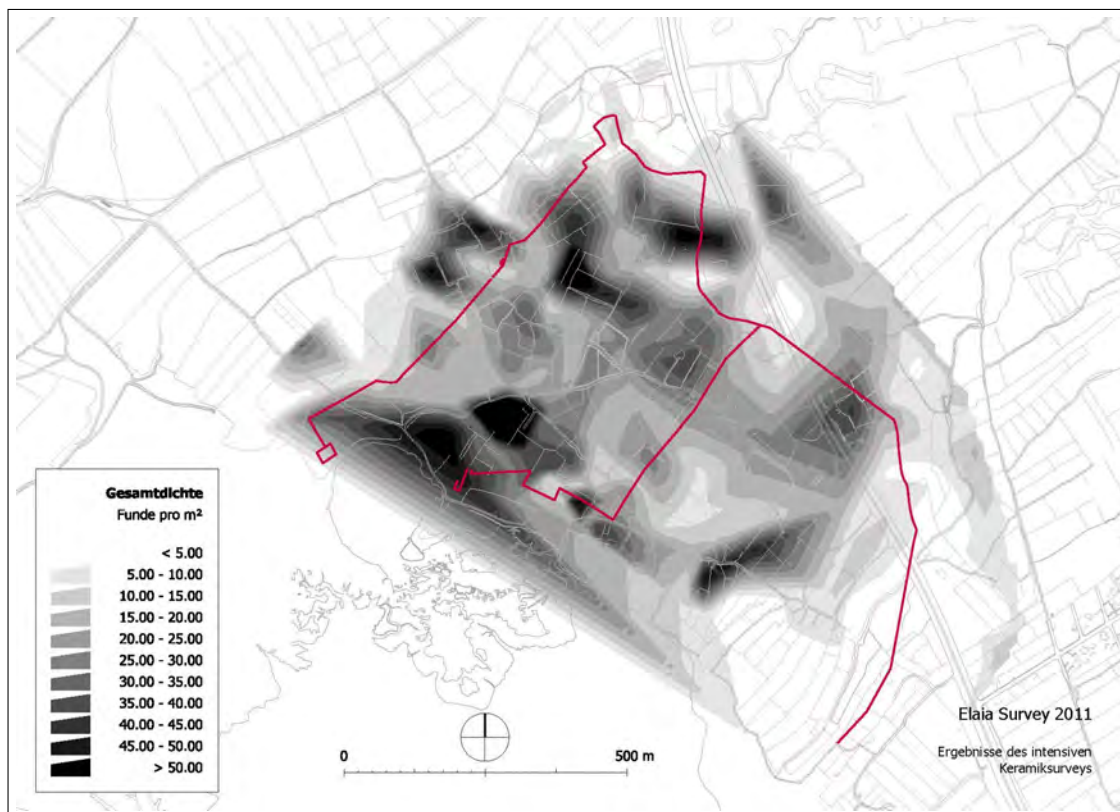 Gesamtdichte
Funde pro m²
< 5.00
5.00 - 10.00
10.00 - 15.00
15.00 - 20.00
20.00 - 25.00
25.00 - 30.00
30.00 - 35.00
35.00 - 40.00
40.00 - 45.00
45.00 - 50.00
> 50.00
0 500 m
Elaia Survey 2011
Ergebnisse des intensiven
Keramiksurveys